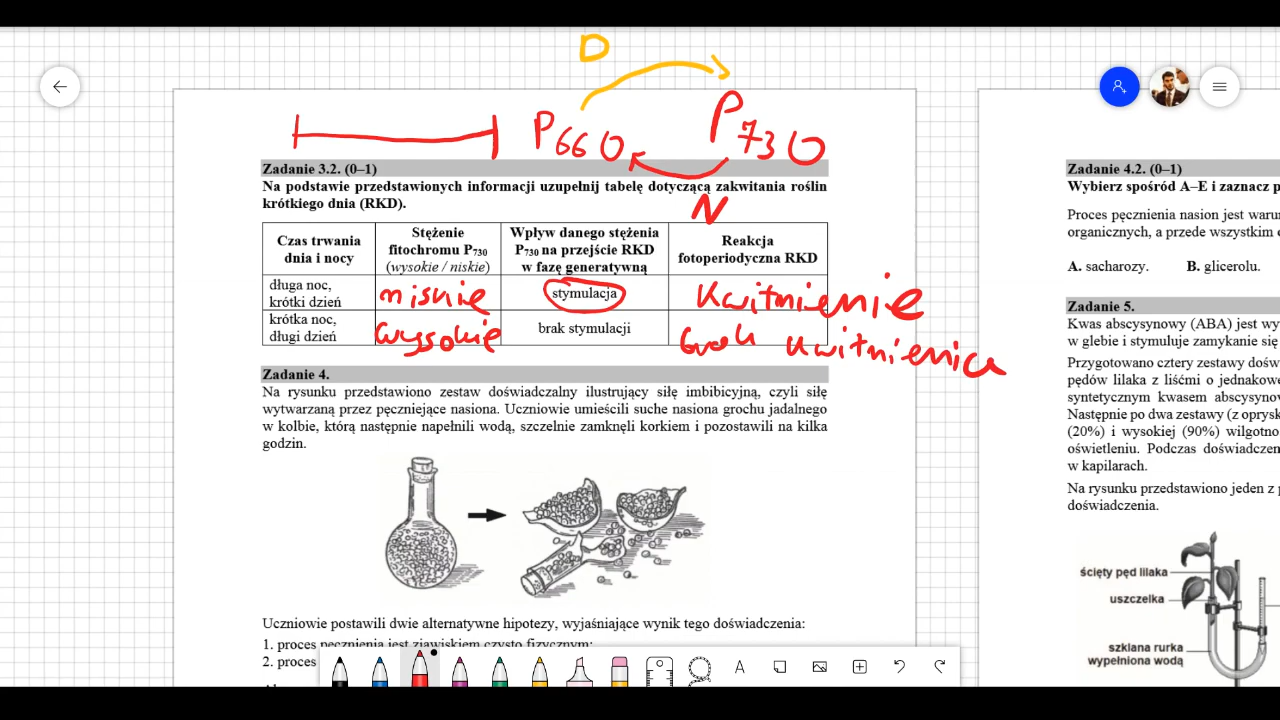 D
P660 P730
N
Zadanie 3.2. (0–1)
Na podstawie przedstawionych informacji uzupełnij tabelę dotyczącą zakwitania roślin
krótkiego dnia (RKD).
Czas trwania
dnia i nocy
Stężenie
fitochromu P730
(wysokie / niskie)
Wpływ danego stężenia
P730 na przejście RKD
w fazę generatywną
Reakcja
fotoperiodyczna RKD
długa noc,
krótki dzień
niskie
stymulacja
kwitnienie
krótka noc,
długi dzień
wysokie
brak stymulacji
brak kwitnienica
Zadanie 4.
Na rysunku przedstawiono zestaw doświadczalny ilustrujący siłę imbibicyjną, czyli siłę
wytwarzaną przez pęczniejące nasiona. Uczniowie umieścili suche nasiona grochu jadalnego
w kolbie, którą następnie napełnili wodą, szczelnie zamknęli korkiem i pozostawili na kilka
godzin.
Uczniowie postawili dwie alternatywne hipotezy, wyjaśniające wynik tego doświadczenia:
1. proces pęcznienia jest zjawiskiem czysto fizycznym;
2. proces
A
Zadanie 4.2. (0–1)
Wybierz spośród A–E i zaznacz p
Proces pęcznienia nasion jest warun
organicznych, a przede wszystkim
A. sacharozy. B. glicerolu.
Zadanie 5.
Kwas abscysynowy (ABA) jest wy
w glebie i stymuluje zamykanie się
Przygotowano cztery zestawy dośw
pędów lilaka z liśćmi o jednakowe
syntetycznym kwasem abscysynow
Następnie po dwa zestawy (z oprysk
(20%) i wysokiej (90%) wilgotno
oświetleniu. Podczas doświadczen
w kapilarach.
Na rysunku przedstawiono jeden z
doświadczenia.
ścięty pęd lilaka
uszczelka
szklana rurka
wypełniona wodą